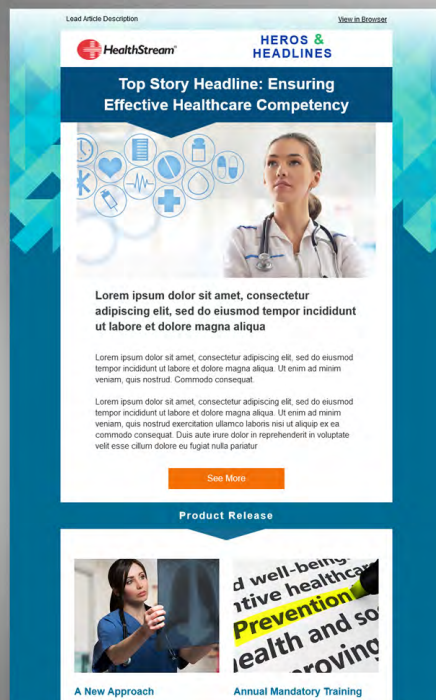 Lead Article Description
View in Browser
HealthStream
HEROS &
HEADLINES
Top Story Headline: Ensuring
Effective Healthcare Competency
Lorem ipsum dolor sit amet, consectetur
adipiscing elit, sed do eiusmod tempor incididunt
ut labore et dolore magna aliqua
Lorem ipsum dolor sit amet, consectetur adipiscing elit, sed do eiusmod
tempor incididunt ut labore et dolore magna aliqua. Ut enim ad minim
veniam, quis nostrud. Commodo consequat.
Lorem ipsum dolor sit amet, consectetur adipiscing elit, sed do eiusmod
tempor incididunt ut labore et dolore magna aliqua. Ut enim ad minim
veniam, quis nostrud exercitation ullamco laboris nisi ut aliquip ex ea
commodo consequat. Duis aute irure dolor in reprehenderit in voluptate
velit esse cillum dolore eu fugiat nulla pariatur
See More
Product Release
d well-being
ntive healthcar
Prevention
ealth and so
roving
A New Approach
Annual Mandatory Training